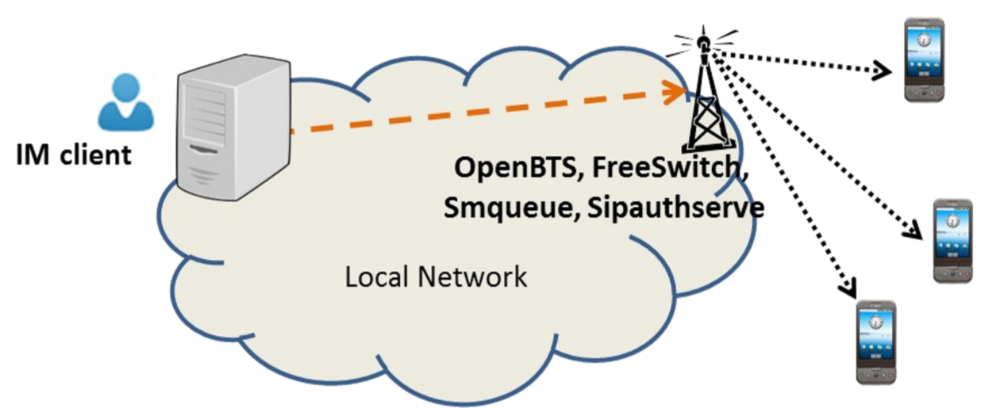 IM client
OpenBTS, FreeSwitch,
Smqueue, Sipauthserve
Local Network